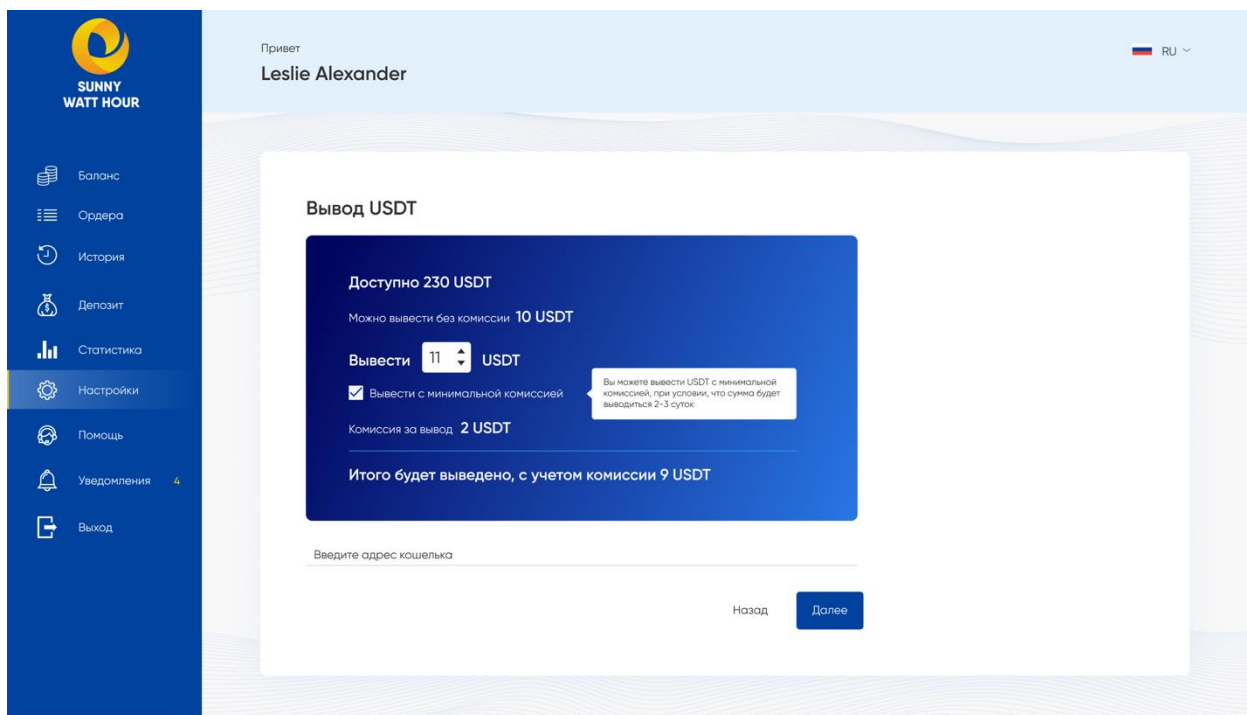 SUNNY
WATT HOUR
Привет
Leslie Alexander
RU
Баланс
Ордера
История
Депозит
Статистика
Настройки
Помощь
Уведомления 4
Выход
Вывод USDT
Доступно 230 USDT
Можно вывести без комиссии 10 USDT
Вывести 11 USDT
Вывести с минимальной комиссией
Вы можете вывести USDT с минимальной
комиссией, при условии, что сумма будет
выводиться 2-3 суток
Комиссия за вывод 2 USDT
Итого будет выведено, с учетом комиссии 9 USDT
Введите адрес кошелька
Назад
Далее